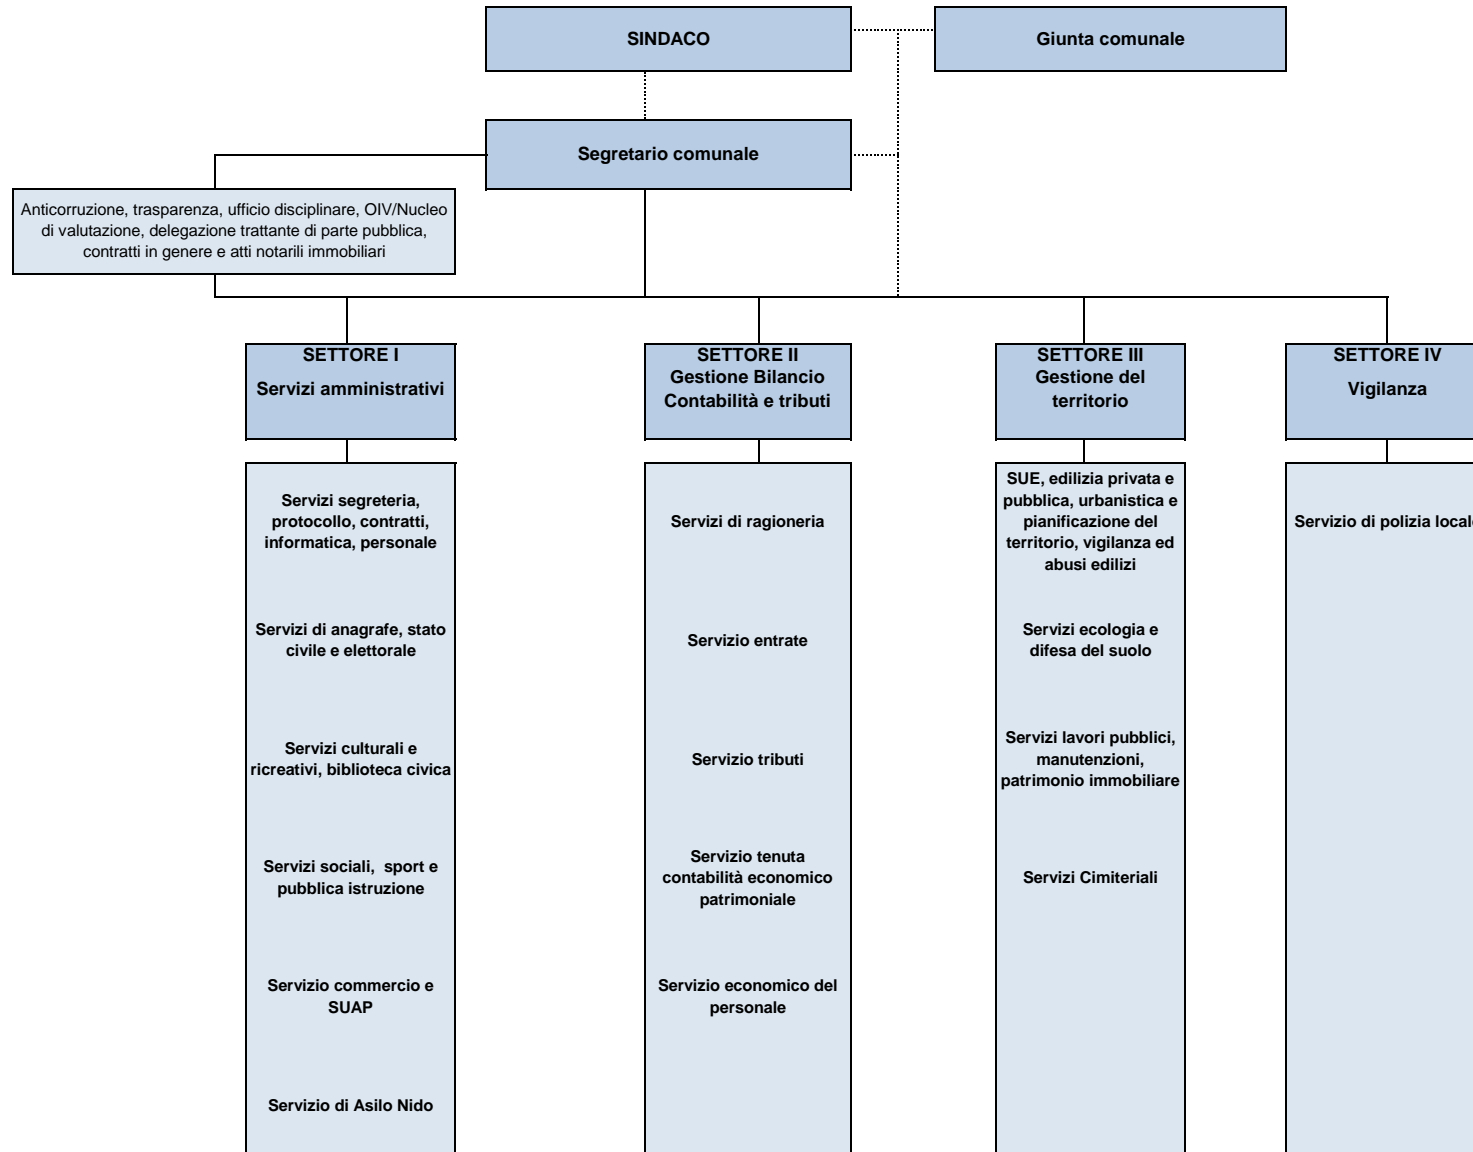 SINDACO
Giunta comunale
Segretario comunale
Anticorruzione, trasparenza, ufficio disciplinare, OIV/Nucleo
di valutazione, delegazione trattante di parte pubblica,
contratti in genere e atti notarili immobiliari
SETTORE I
Servizi amministrativi
SETTORE II
Gestione Bilancio
Contabilità e tributi
SETTORE III
Gestione del
territorio
SETTORE IV
Vigilanza
Servizi segreteria,
protocollo, contratti,
informatica, personale
Servizi di anagrafe, stato
civile e elettorale
Servizi culturali e
ricreativi, biblioteca civica
Servizi sociali, sport e
pubblica istruzione
Servizio commercio e
SUAP
Servizio di Asilo Nido
Servizi di ragioneria
Servizio entrate
Servizio tributi
Servizio tenuta
contabilità economico
patrimoniale
Servizio economico del
personale
SUE, edilizia privata e
pubblica, urbanistica e
pianificazione del
territorio, vigilanza ed
abusi edilizi
Servizi ecologia e
difesa del suolo
Servizi lavori pubblici,
manutenzioni,
patrimonio immobiliare
Servizi Cimiteriali
Servizio di polizia locale